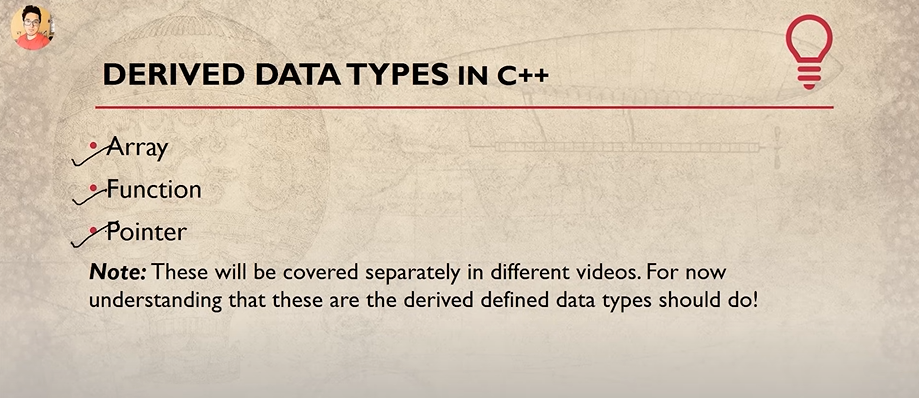 DERIVED DATA TYPES IN C++
• Array
• Function
• Pointer
Note: These will be covered separately in different videos. For now
understanding that these are the derived defined data types should do!